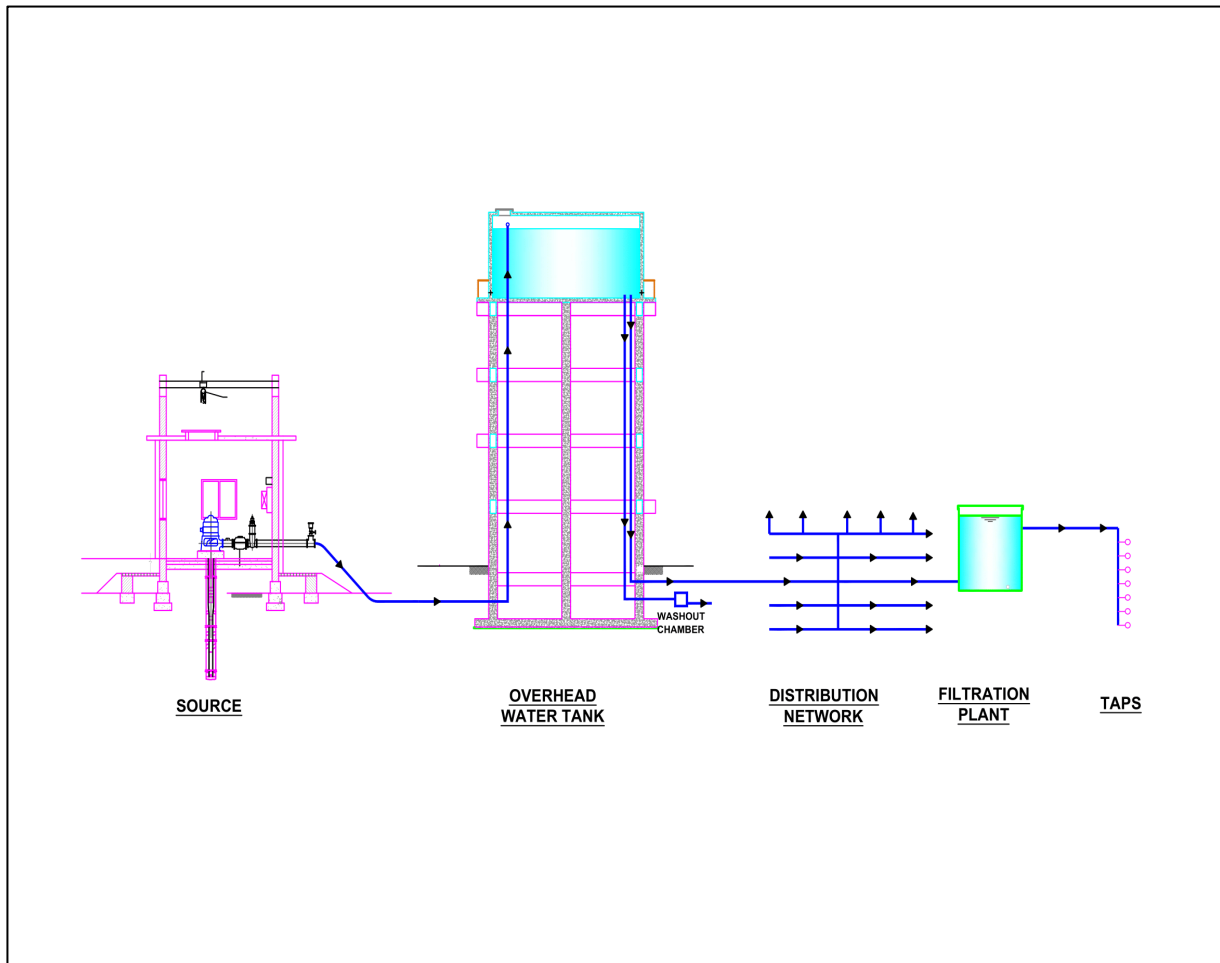 WASHOUT
CHAMBER
SOURCE
OVERHEAD
WATER TANK
DISTRIBUTION
NETWORK
FILTRATION
PLANT
TAPS